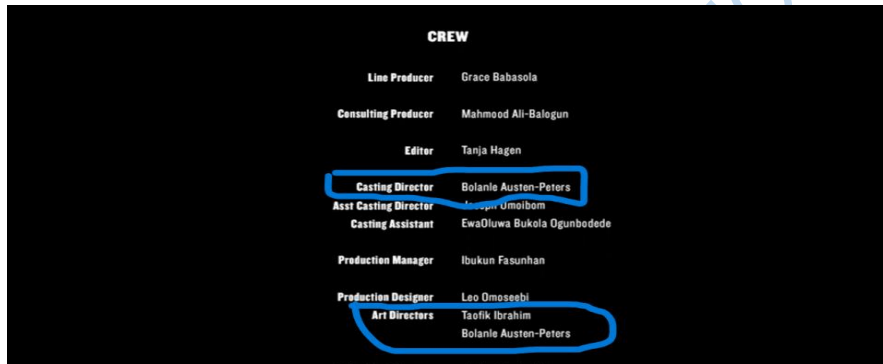 CREW
Line Producer Grace Babasola
Consulting Producer Mahmood Ali-Balogun
Editor Tanja Hagen
Casting Director Bolanle Austen-Peters
Asst Casting Director Omoibom
Casting Assistant EwaOluwa Bukola Ogunbodede
Production Manager Ibukun Fasunhan
Production Designer Leo Omoseebi
Art Directors Taofik Ibrahim
Bolanle Austen-Peters